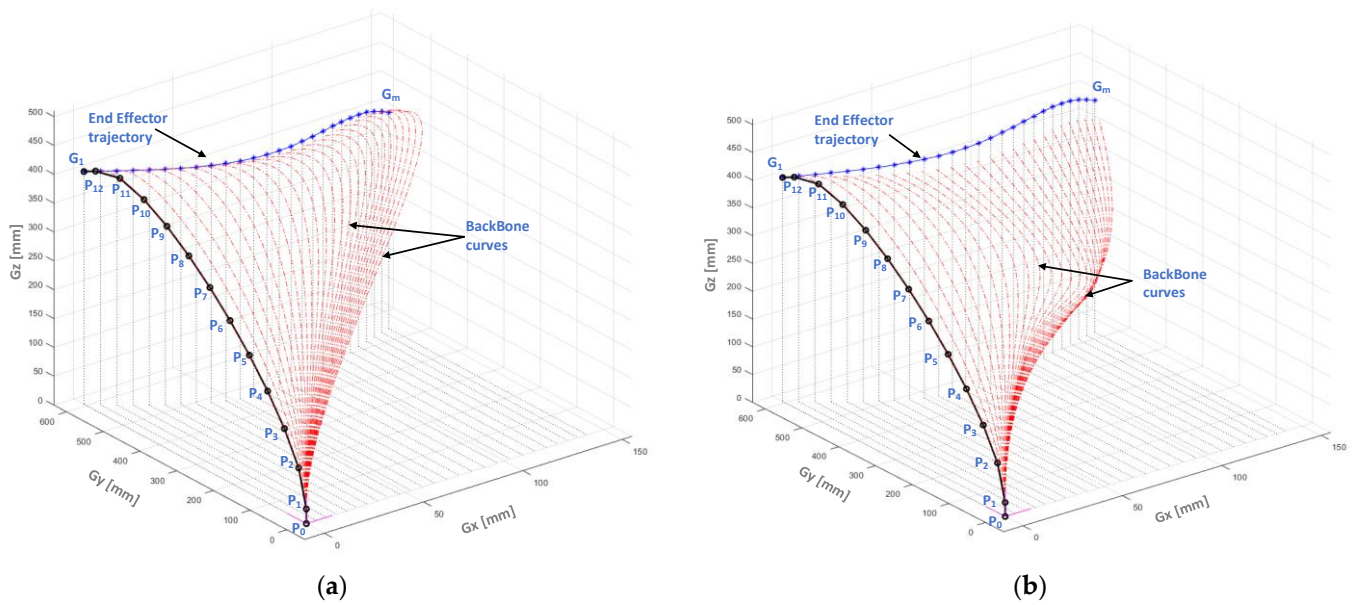 G₁
End Effector
trajectory
Gₘ
BackBone
curves
P₁₂
P₁₁
P₁₀
P₉
P₈
P₇
P₆
P₅
P₄
P₃
P₂
P₁
P₀
Gz [mm]
500
450
400
350
300
250
200
150
100
50
0
Gy [mm]
600
500
400
300
200
100
0
Gx [mm]
0
50
100
150
(a)
G₁
End Effector
trajectory
Gₘ
BackBone
curves
P₁₂
P₁₁
P₁₀
P₉
P₈
P₇
P₆
P₅
P₄
P₃
P₂
P₁
P₀
Gz [mm]
500
450
400
350
300
250
200
150
100
50
0
Gy [mm]
600
500
400
300
200
100
0
Gx [mm]
0
50
100
150
(b)